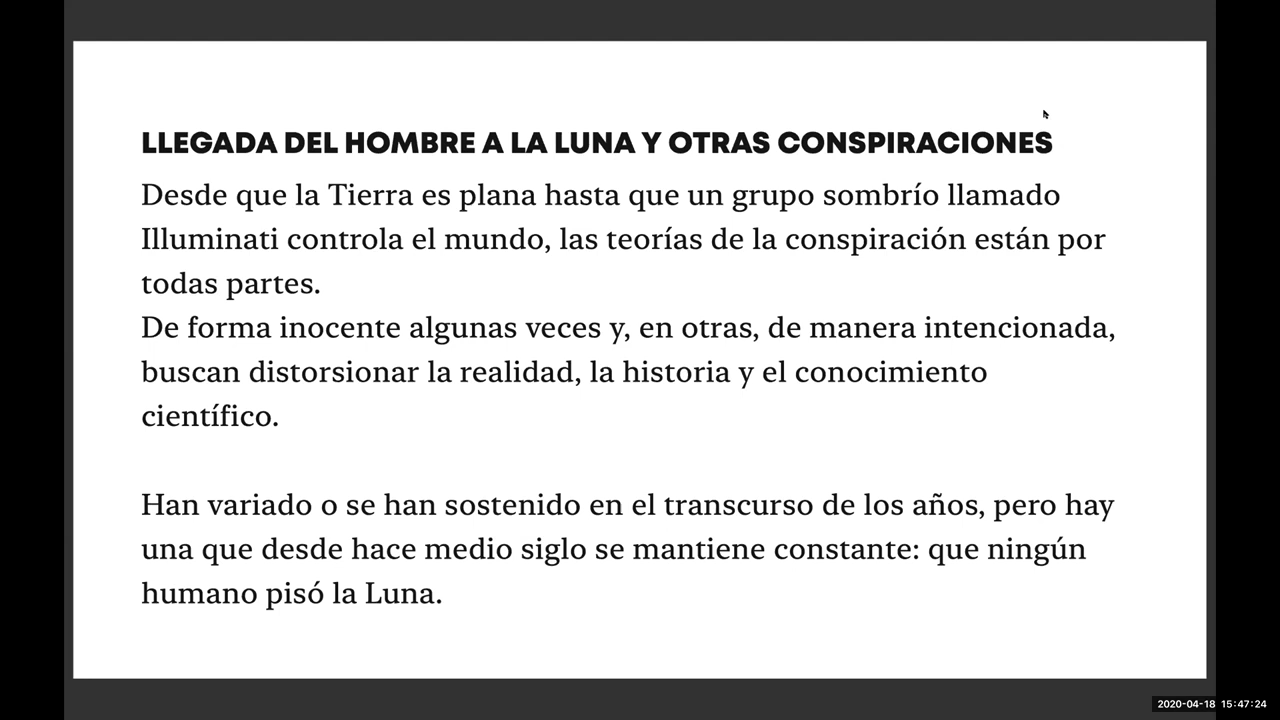 LLEGADA DEL HOMBRE A LA LUNA Y OTRAS CONSPIRACIONES
Desde que la Tierra es plana hasta que un grupo sombrío llamado
Illuminati controla el mundo, las teorías de la conspiración están por
todas partes.
De forma inocente algunas veces y, en otras, de manera intencionada,
buscan distorsionar la realidad, la historia y el conocimiento
científico.
Han variado o se han sostenido en el transcurso de los años, pero hay
una que desde hace medio siglo se mantiene constante: que ningún
humano pisó la Luna.
2020-04-18 15:47:24